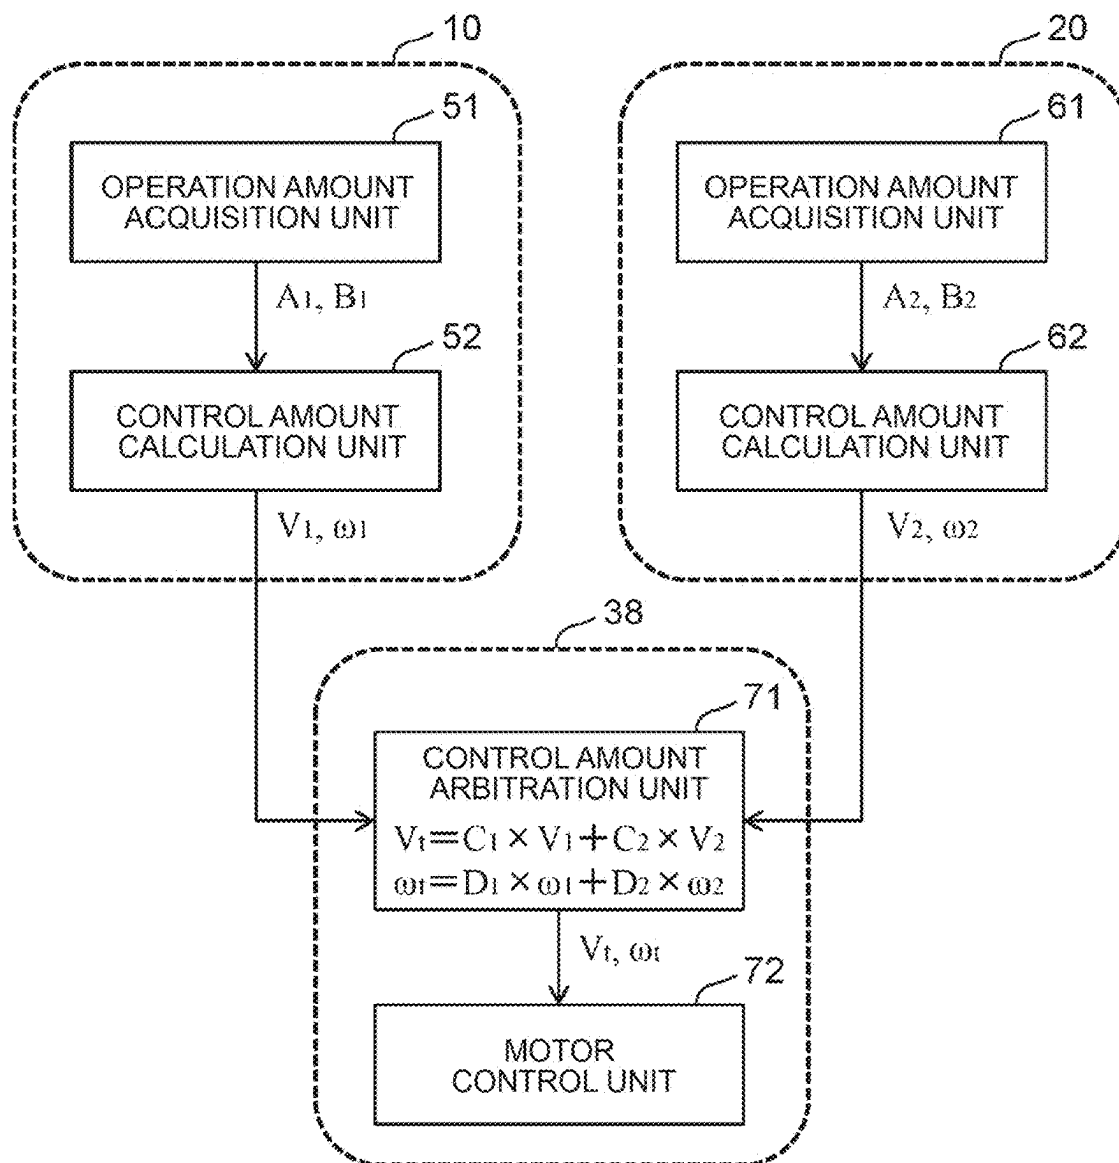 10
20
51
61
OPERATION AMOUNT
ACQUISITION UNIT
OPERATION AMOUNT
ACQUISITION UNIT
A1, B1
A2, B2
52
62
CONTROL AMOUNT
CALCULATION UNIT
CONTROL AMOUNT
CALCULATION UNIT
V1, ω1
V2, ω2
38
71
CONTROL AMOUNT
ARBITRATION UNIT
Vt=C1 × V1+C2 × V2
ωt=D1 × ω1+D2 × ω2
Vt, ωt
72
MOTOR
CONTROL UNIT